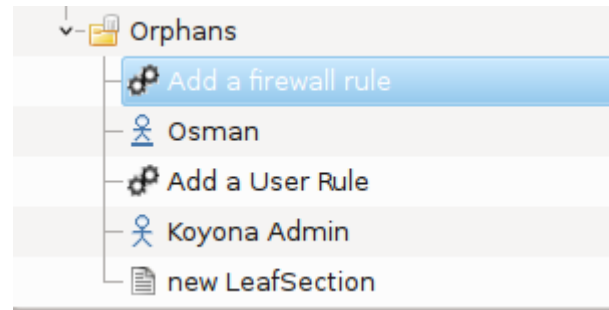 Orphans
Add a firewall rule
Osman
Add a User Rule
Koyona Admin
new LeafSection